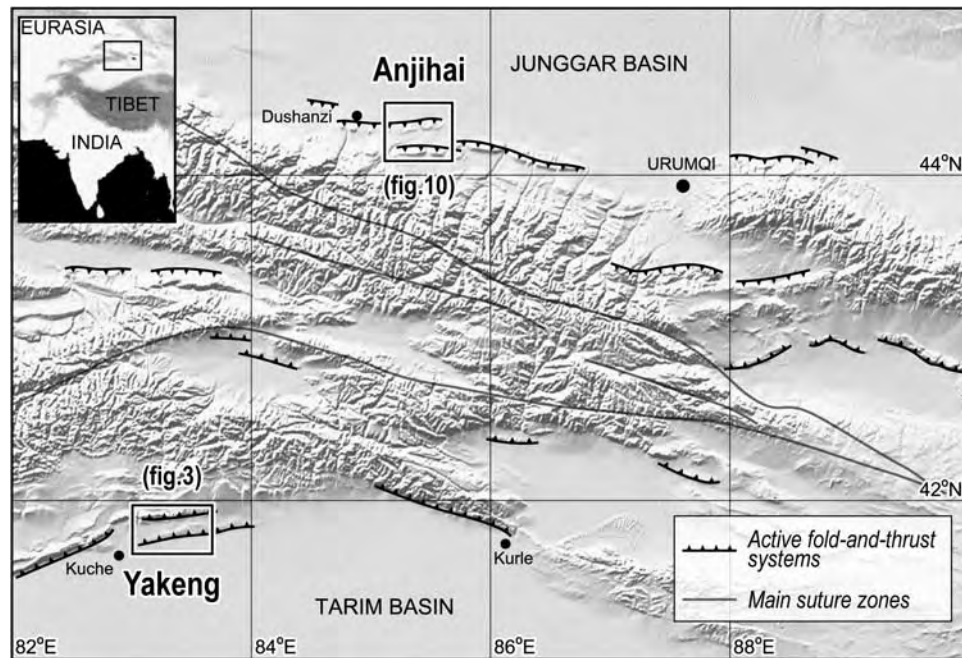 EURASIA
TIBET
INDIA
Anjihai
JUNGGAR BASIN
Dushanzi
(fig.10)
URUMQI
44°N
(fig.3)
42°N
Kuche
Yakeng
Kurle
TARIM BASIN
Active fold-and-thrust
systems
Main suture zones
82°E
84°E
86°E
88°E